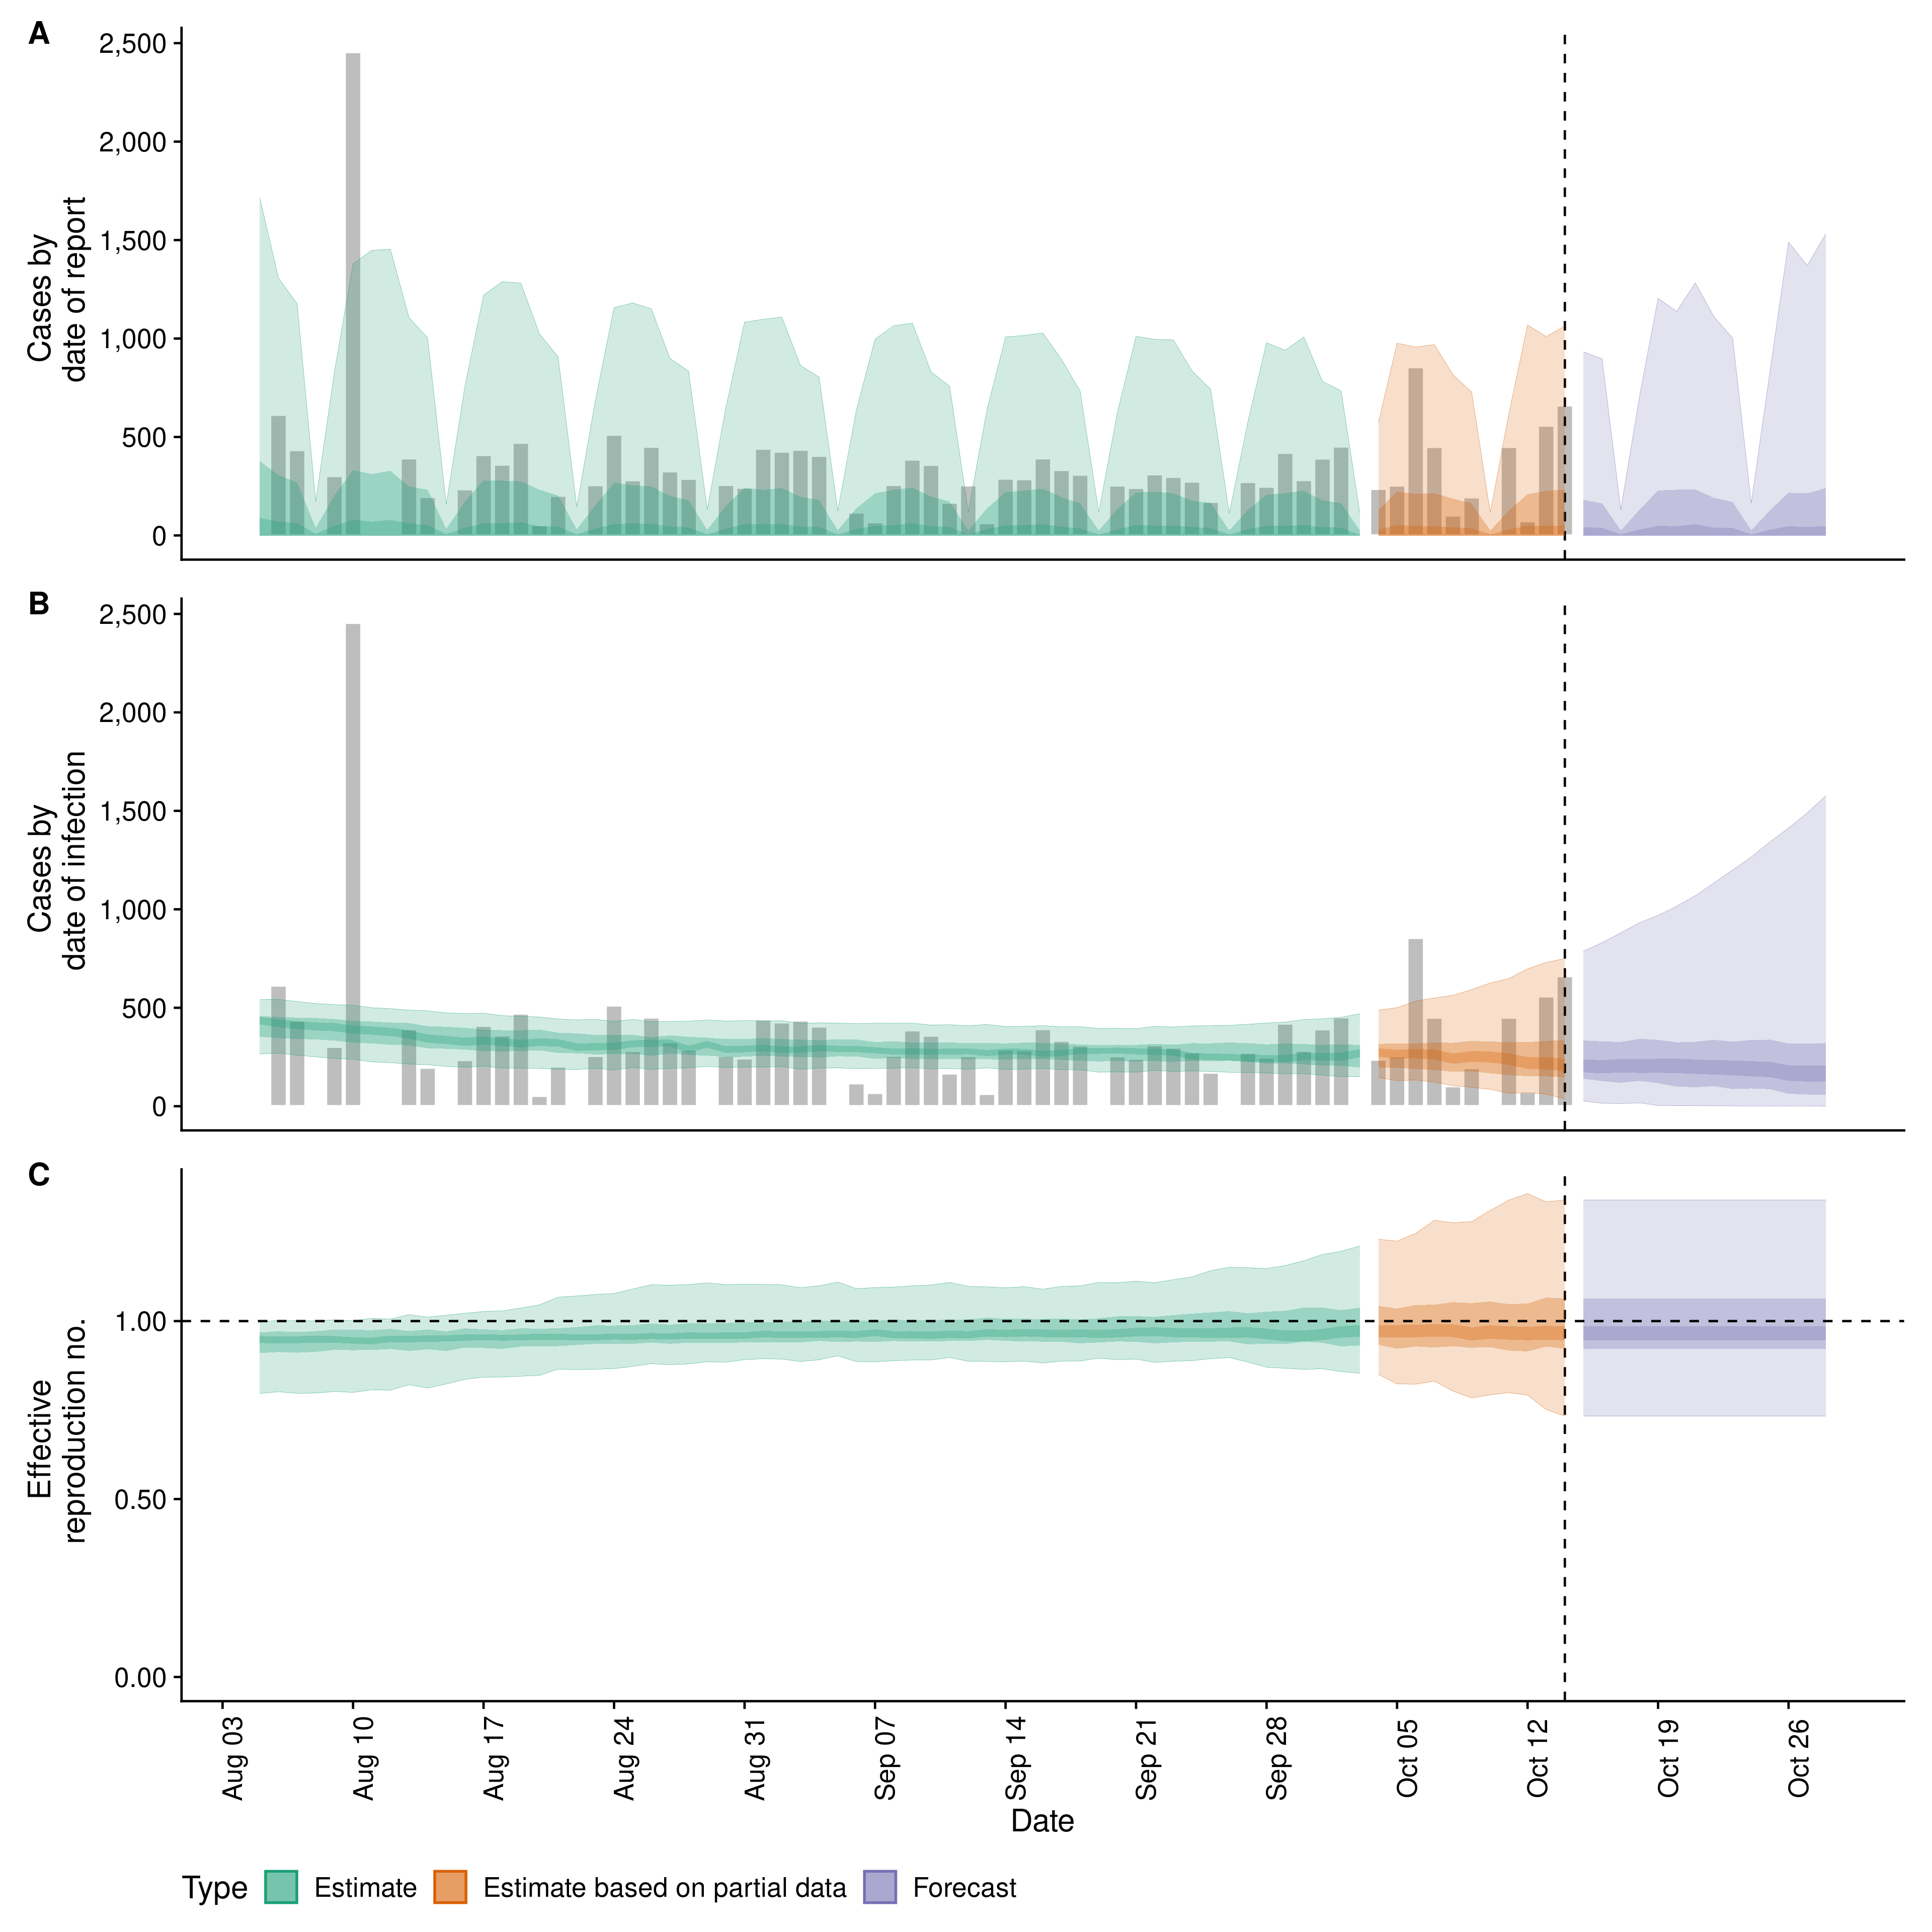 A
2,500
2,000
1,500
1,000
500
0
Cases by
date of report
B
2,500
2,000
1,500
1,000
500
0
Cases by
date of infection
C
1.00
0.50
0.00
Effective
reproduction no.
Aug 03
Aug 10
Aug 17
Aug 24
Aug 31
Sep 07
Sep 14
Sep 21
Sep 28
Oct 05
Oct 12
Oct 19
Oct 26
Date
Type Estimate Estimate based on partial data Forecast